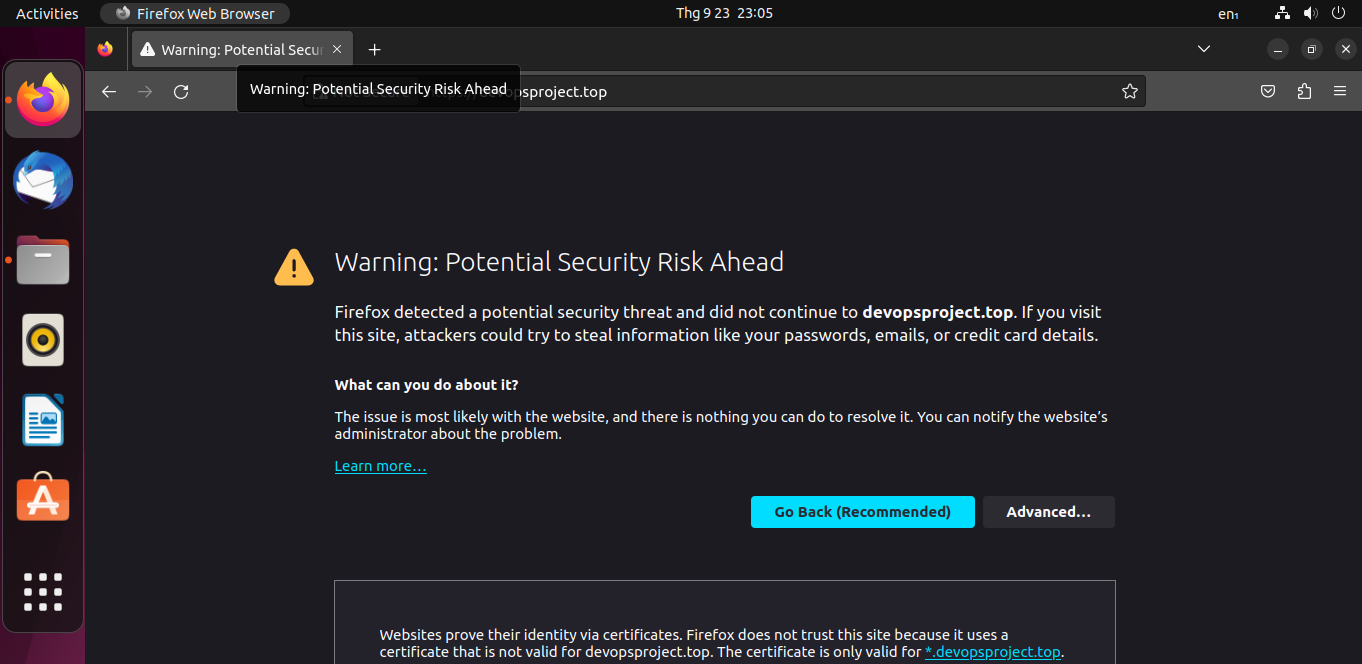 Activities
Firefox Web Browser
Thg 9 23 23:05
en₁
Warning: Potential Secu
Warning: Potential Security Risk Ahead
opsproject.top
Warning: Potential Security Risk Ahead
Firefox detected a potential security threat and did not continue to devopsproject.top. If you visit
this site, attackers could try to steal information like your passwords, emails, or credit card details.
What can you do about it?
The issue is most likely with the website, and there is nothing you can do to resolve it. You can notify the website’s
administrator about the problem.
Learn more…
Go Back (Recommended)
Advanced…
Websites prove their identity via certificates. Firefox does not trust this site because it uses a
certificate that is not valid for devopsproject.top. The certificate is only valid for *.devopsproject.top.